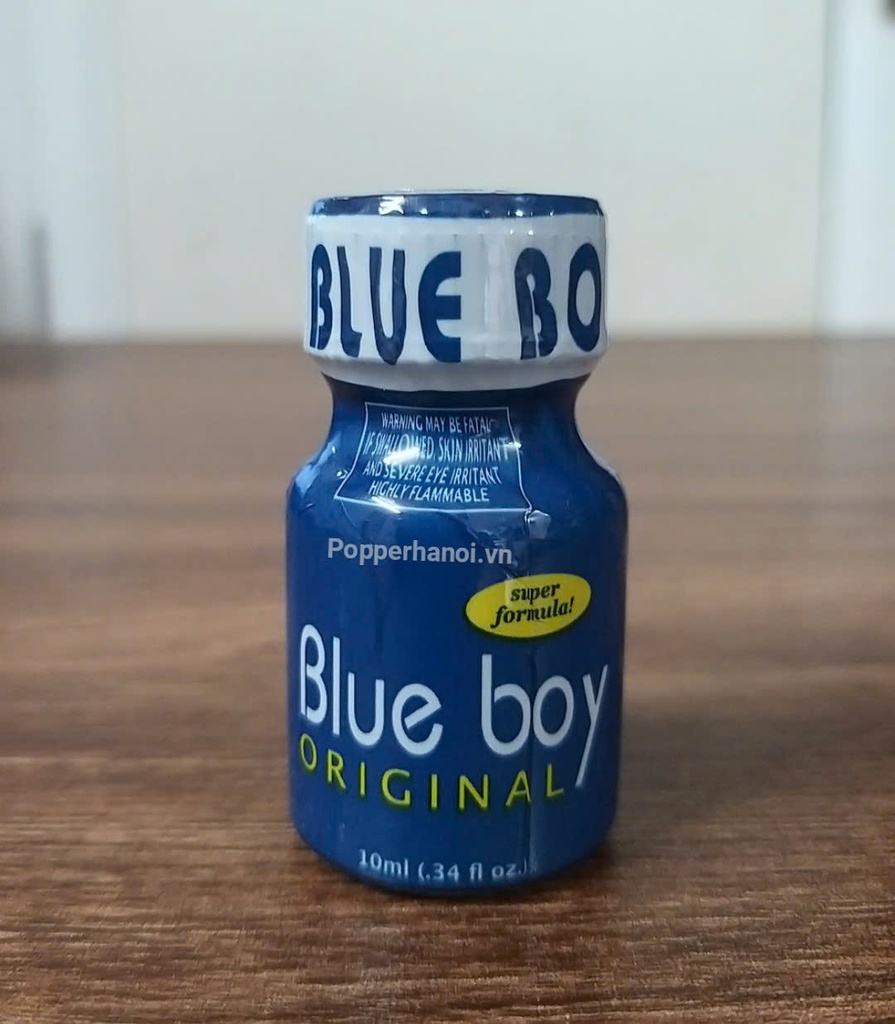 BLUE BO
WARNING MAY BE FATAL
IF SWALLOWED, SKIN IRRITANT
AND SEVERE EYE IRRITANT
HIGHLY FLAMMABLE
Popperhanoi.vn
super
formula!
Blue boy
ORIGINAL
10ml (.34 fl oz.)